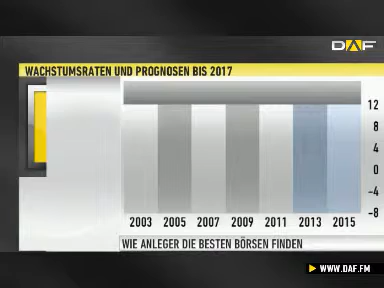 DAF
WACHSTUMSRATEN UND PROGNOSEN BIS 2017
12
8
4
0
-4
-8
2003 2005 2007 2009 2011 2013 2015
WIE ANLEGER DIE BESTEN BÖRSEN FINDEN
WWW.DAF.FM